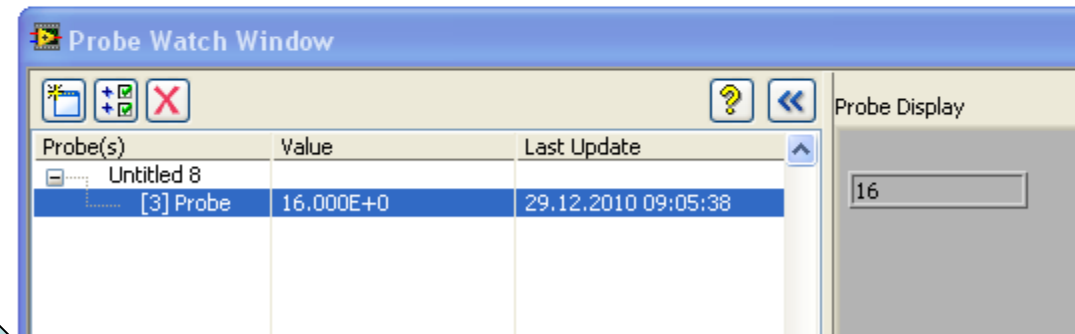 Probe Watch Window
Probe Display
Probe(s) Value Last Update
Untitled 8
[3] Probe 16.000E+0 29.12.2010 09:05:38
16